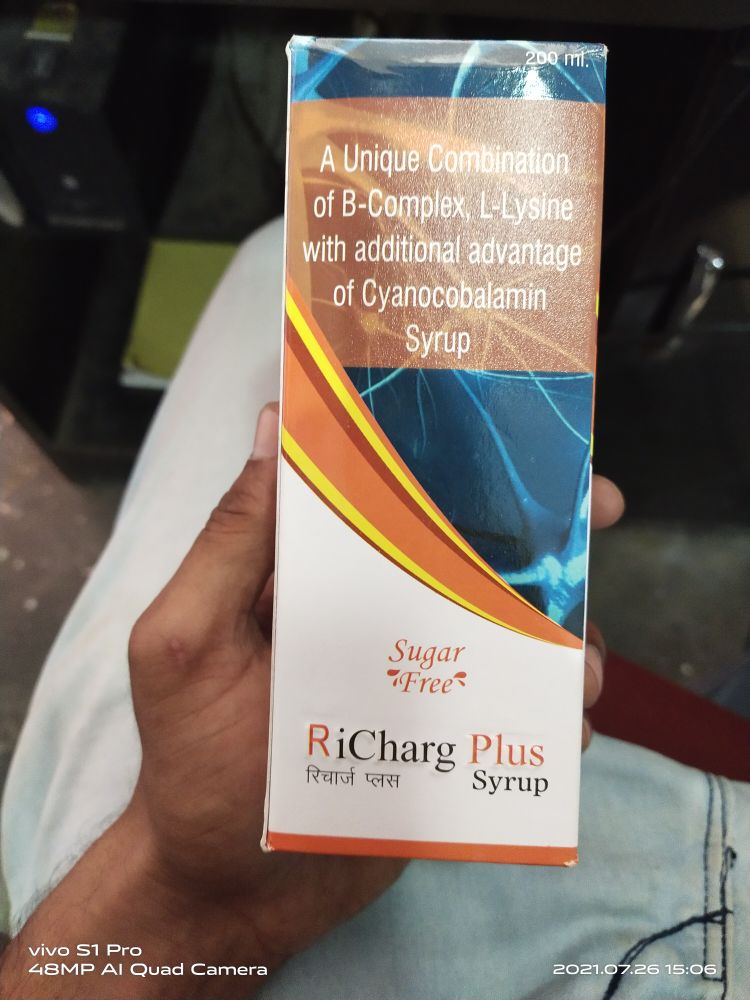 200 ml.
A Unique Combination
of B-Complex, L-Lysine
with additional advantage
of Cyanocobalamin
Syrup
Sugar
Free
RiCharg Plus
रिचार्ज प्लस Syrup
vivo S1 Pro
48MP AI Quad Camera
2021.07.26 15:06